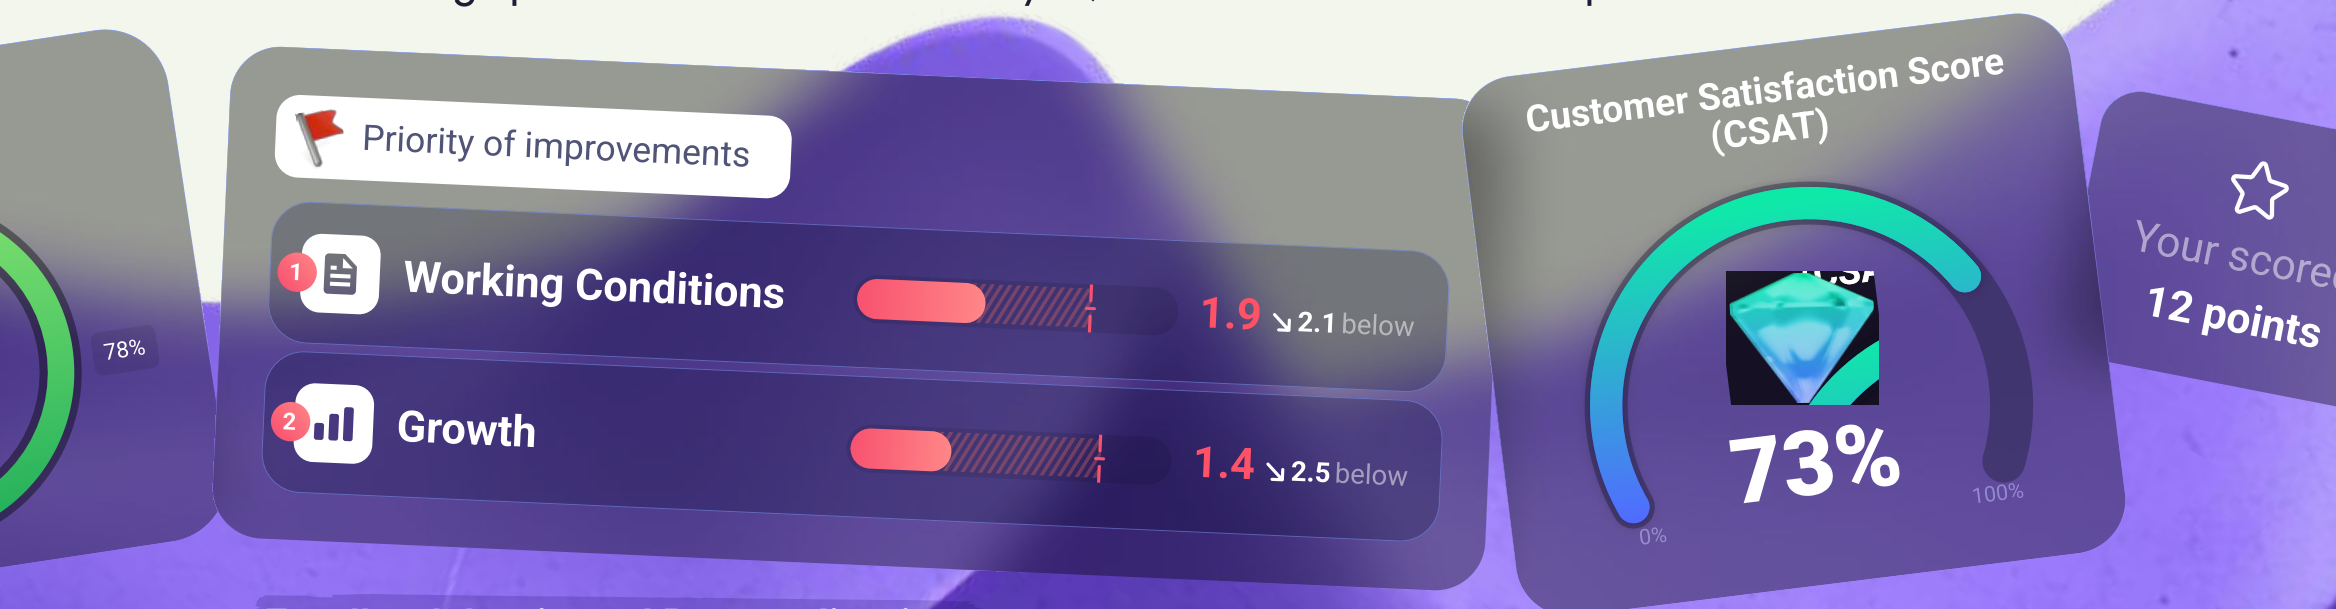 78%
Priority of improvements
1
Working Conditions
1.9
2.1 below
2
Growth
1.4
2.5 below
Customer Satisfaction Score
(CSAT)
73%
0%
100%
Your
12 points